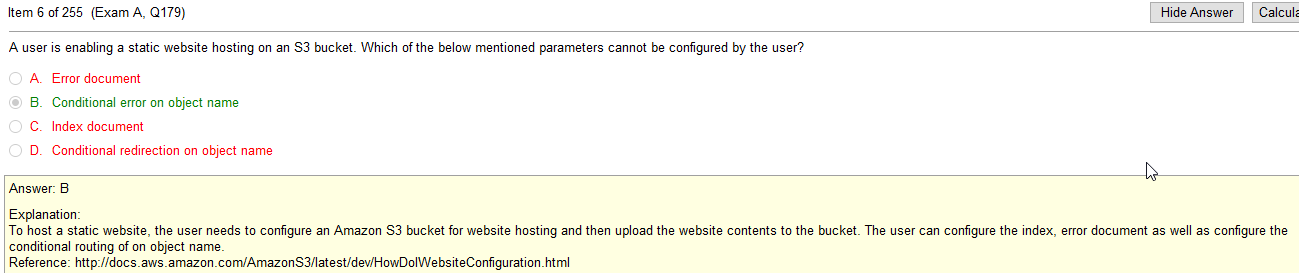 Item 6 of 255 (Exam A, Q179)
Hide Answer
Calcula
A user is enabling a static website hosting on an S3 bucket. Which of the below mentioned parameters cannot be configured by the user?
A. Error document
B. Conditional error on object name
C. Index document
D. Conditional redirection on object name
Answer: B
Explanation:
To host a static website, the user needs to configure an Amazon S3 bucket for website hosting and then upload the website contents to the bucket. The user can configure the index, error document as well as configure the
conditional routing of on object name.
Reference: http://docs.aws.amazon.com/AmazonS3/latest/dev/HowDoIWebsiteConfiguration.html